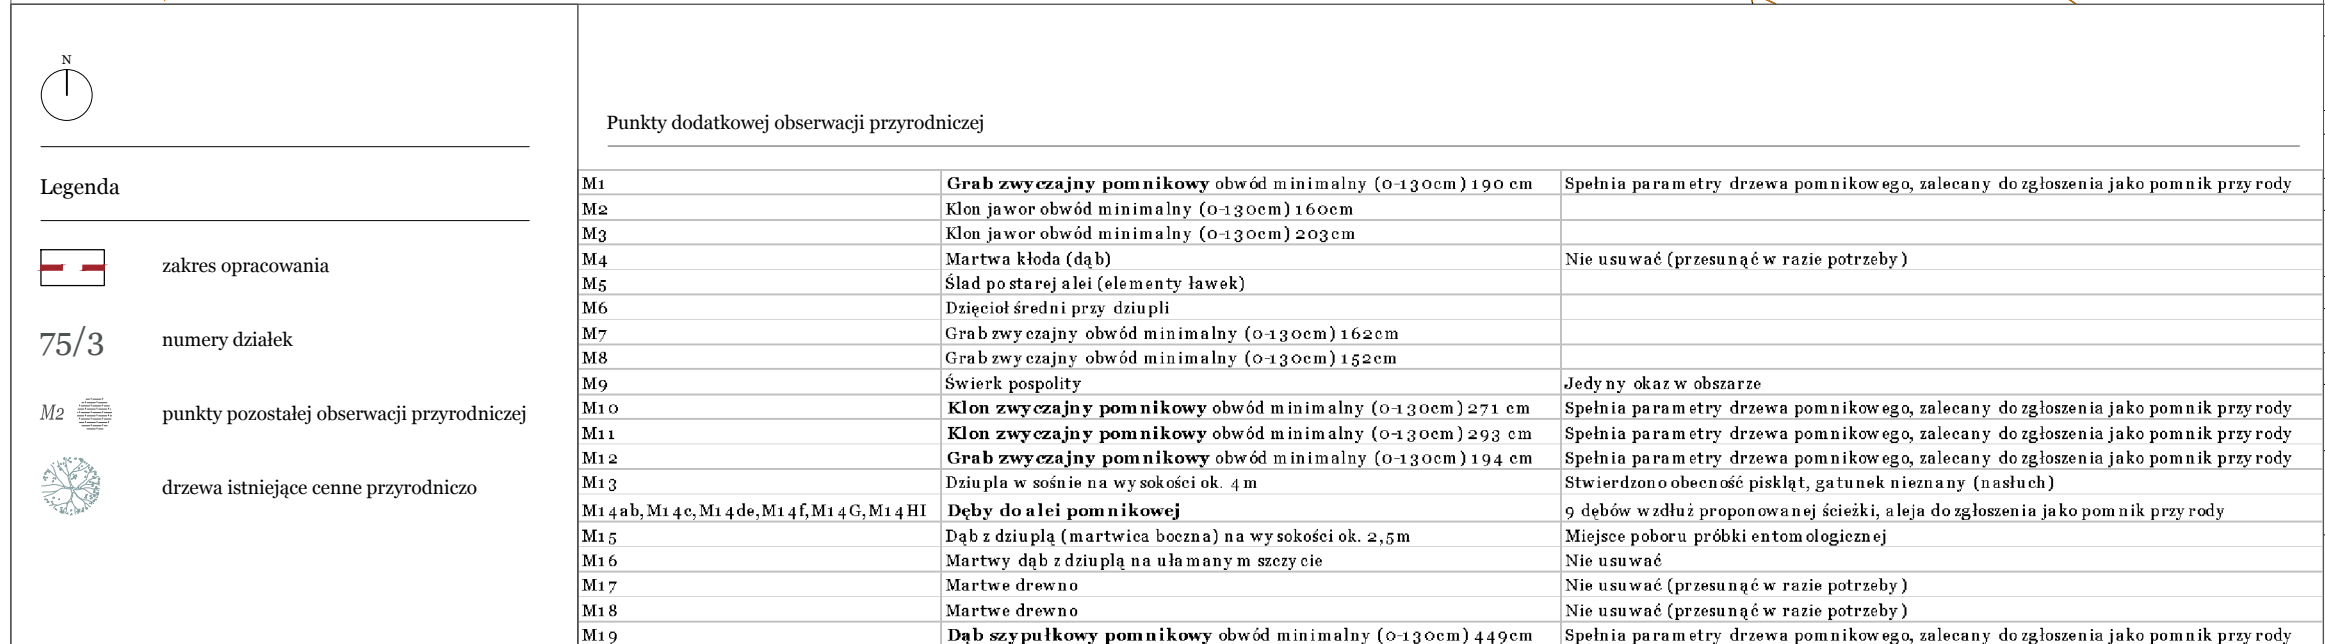 N
Legenda
zakres opracowania
75/3 numery działek
M2 punkty pozostałej obserwacji przyrodniczej
drzewa istniejące cenne przyrodniczo
Punkty dodatkowej obserwacji przyrodniczej
M1 Grab zwyczajny pomnikowy obwód minimalny (0-130cm) 190 cm Spełnia parametry drzewa pomnikowego, zalecany do zgłoszenia jako pomnik przyrody
M2 Klon jawor obwód minimalny (0-130cm) 160cm
M3 Klon jawor obwód minimalny (0-130cm) 203cm
M4 Martwa kłoda (dąb) Nie usuwać (przesunąć w razie potrzeby)
M5 Ślad po starej alei (elementy ławek)
M6 Dzięcioł średni przy dziupli
M7 Grab zwyczajny obwód minimalny (0-130cm) 162cm
M8 Grab zwyczajny obwód minimalny (0-130cm) 152cm
M9 Świerk pospolity Jedyny okaz w obszarze
M10 Klon zwyczajny pomnikowy obwód minimalny (0-130cm) 271 cm Spełnia parametry drzewa pomnikowego, zalecany do zgłoszenia jako pomnik przyrody
M11 Klon zwyczajny pomnikowy obwód minimalny (0-130cm) 293 cm Spełnia parametry drzewa pomnikowego, zalecany do zgłoszenia jako pomnik przyrody
M12 Grab zwyczajny pomnikowy obwód minimalny (0-130cm) 194 cm Spełnia parametry drzewa pomnikowego, zalecany do zgłoszenia jako pomnik przyrody
M13 Dziupla w sośnie na wysokości ok. 4m Stwierdzono obecność piskląt, gatunek nieznany (nasłuch)
M14ab,M14c,M14de,M14f,M14G,M14HI Dęby do alei pomnikowej 9 dębów wzdłuż proponowanej ścieżki, aleja do zgłoszenia jako pomnik przyrody
M15 Dąb z dziuplą (martwica boczna) na wysokości ok. 2,5m Miejsce poboru próbki entomologicznej
M16 Martwy dąb z dziuplą na ułamanym szczycie Nie usuwać
M17 Martwe drewno Nie usuwać (przesunąć w razie potrzeby)
M18 Martwe drewno Nie usuwać (przesunąć w razie potrzeby)
M19 Dąb szypułkowy pomnikowy obwód minimalny (0-130cm) 449cm Spełnia parametry drzewa pomnikowego, zalecany do zgłoszenia jako pomnik przyrody